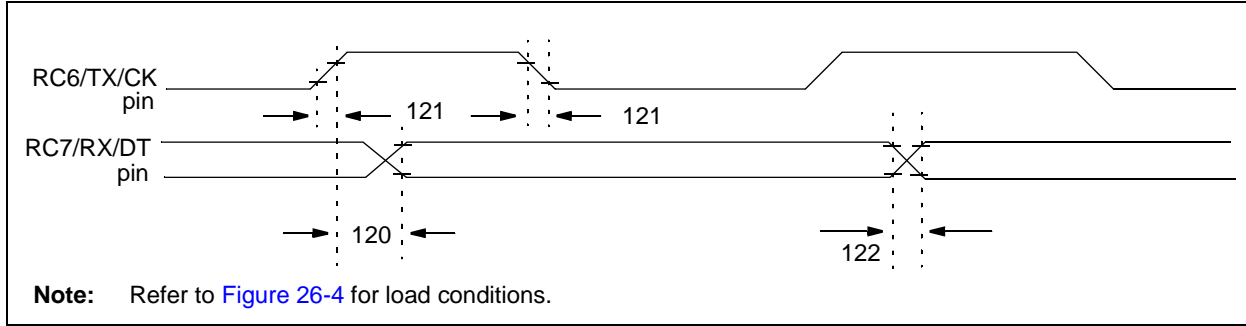 RC6/TX/CK
pin
121
121
RC7/RX/DT
pin
120
122
Note: Refer to Figure 26-4 for load conditions.